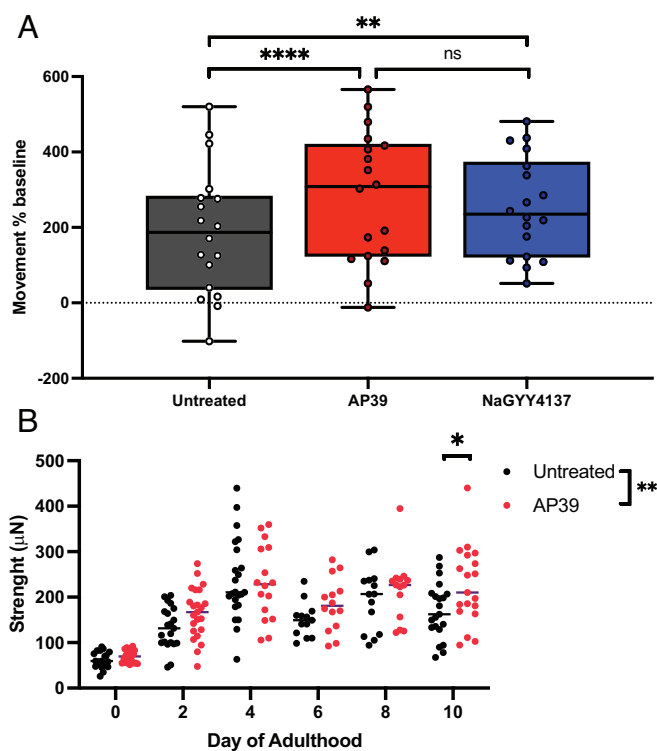 A
**
****
ns
600
400
200
0
-200
Movement % baseline
Untreated AP39 NaGYY4137
B
*
500
400
300
200
100
0
Strenght (µN)
Untreated
AP39
**
0 2 4 6 8 10
Day of Adulthood